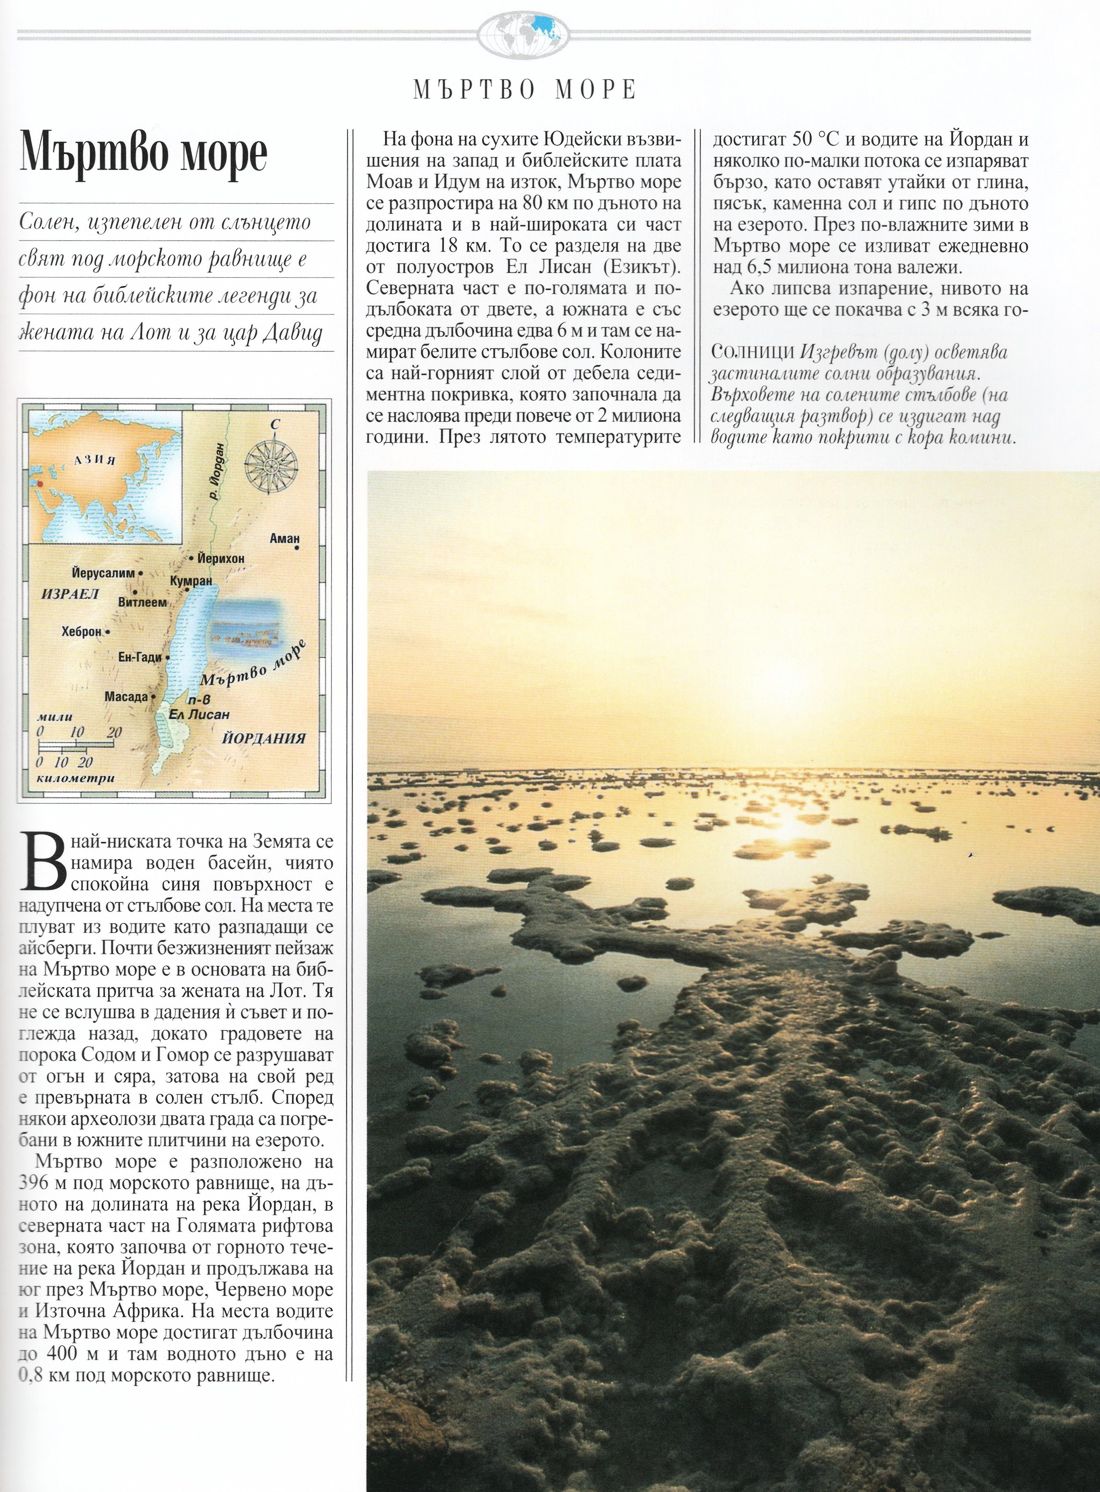 МЪРТВО МОРЕ
Мъртво море
Солен, изпепелен от слънцето
свят под морското равнище е
фон на библейските легенди за
жената на Лот и за цар Давид
АЗИЯ
С
р. Йордан
Аман
Йерихон
Йерусалим
Кумран
ИЗРАЕЛ
Витлеем
Хеброн
Ен-Гади
Мъртво море
Масада
п-в
Ел Лисан
ЙОРДАНИЯ
мили
0 10 20
0 10 20
километри
В най-ниската точка на Земята се
намира воден басейн, чиято
спокойна синя повърхност е
надупчена от стълбове сол. На места те
плуват из водите като разпадащи се
айсберги. Почти безжизненият пейзаж
на Мъртво море е в основата на биб-
лейската притча за жената на Лот. Тя
не се вслушва в дадения ѝ съвет и по-
глежда назад, докато градовете на
порока Содом и Гомор се разрушават
от огън и сяра, затова на свой ред
е превърната в солен стълб. Според
някои археолози двата града са погре-
бани в южните плитчини на езерото.
Мъртво море е разположено на
396 м под морското равнище, на дъ-
ното на долината на река Йордан, в
северната част на Голямата рифтова
зона, която започва от горното тече-
ние на река Йордан и продължава на
юг през Мъртво море, Червено море
и Източна Африка. На места водите
на Мъртво море достигат дълбочина
до 400 м и там водното дъно е на
0,8 км под морското равнище.
На фона на сухите Юдейски възви-
шения на запад и библейските плата
Моав и Идум на изток, Мъртво море
се разпростира на 80 км по дъното на
долината и в най-широката си част
достига 18 км. То се разделя на две
от полуостров Ел Лисан (Езикът).
Северната част е по-голямата и по-
дълбоката от двете, а южната е със
средна дълбочина едва 6 м и там се на-
мират белите стълбове сол. Колоните
са най-горният слой от дебела седи-
ментна покривка, която започнала да
се наслоява преди повече от 2 милиона
години. През лятото температурите
достигат 50 °С и водите на Йордан и
няколко по-малки потока се изпаряват
бързо, като оставят утайки от глина,
пясък, каменна сол и гипс по дъното
на езерото. През по-влажните зими в
Мъртво море се изливат ежедневно
над 6,5 милиона тона валежи.
Ако липсва изпарение, нивото на
езерото ще се покачва с 3 м всяка го-
СОЛНИЦИ Изгревът (долу) осветява
застиналите солни образувания.
Върховете на солените стълбове (на
следващия разтвор) се издигат над
водите като покрити с кора комини.